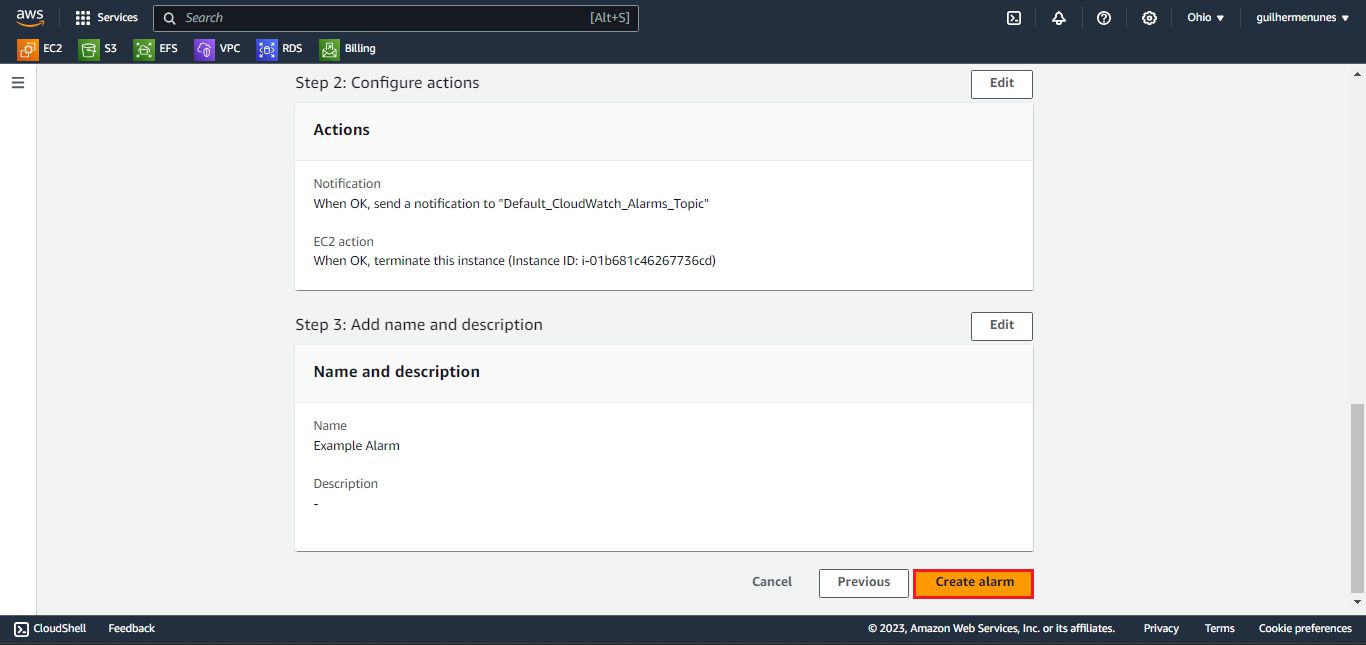 aws
Services
Search [Alt+S]
Ohio
guilhermenunes
EC2 S3 EFS VPC RDS Billing
Step 2: Configure actions
Edit
Actions
Notification
When OK, send a notification to "Default_CloudWatch_Alarms_Topic"
EC2 action
When OK, terminate this instance (Instance ID: i-01b681c46267736cd)
Step 3: Add name and description
Edit
Name and description
Name
Example Alarm
Description
-
Cancel Previous Create alarm
CloudShell Feedback © 2023, Amazon Web Services, Inc. or its affiliates. Privacy Terms Cookie preferences